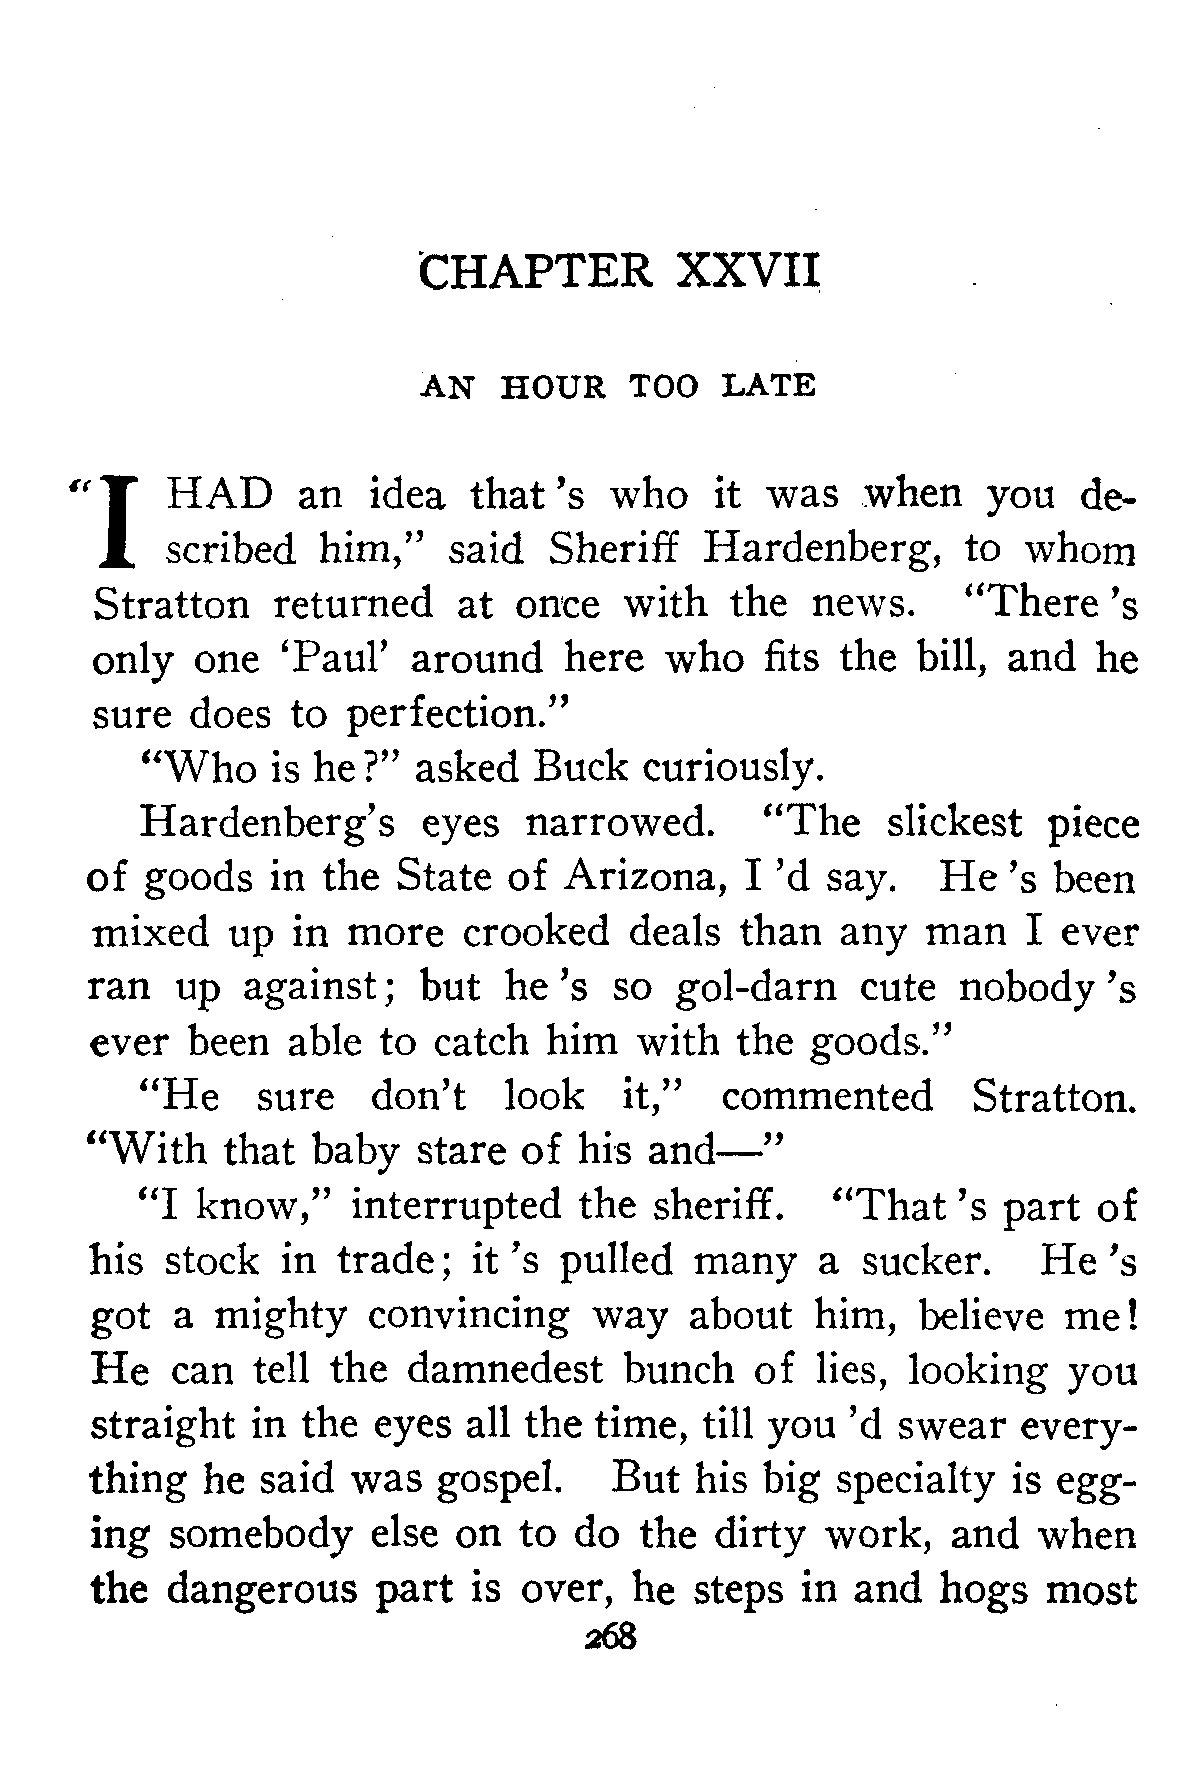 CHAPTER XXVII
AN HOUR TOO LATE
“I HAD an idea that 's who it was when you de-
scribed him,” said Sheriff Hardenberg, to whom
Stratton returned at once with the news. “There 's
only one ‘Paul’ around here who fits the bill, and he
sure does to perfection.”
“Who is he?” asked Buck curiously.
Hardenberg's eyes narrowed. “The slickest piece
of goods in the State of Arizona, I 'd say. He 's been
mixed up in more crooked deals than any man I ever
ran up against; but he 's so gol-darn cute nobody 's
ever been able to catch him with the goods.”
“He sure don't look it,” commented Stratton.
“With that baby stare of his and—”
“I know,” interrupted the sheriff. “That 's part of
his stock in trade; it 's pulled many a sucker. He 's
got a mighty convincing way about him, believe me!
He can tell the damnedest bunch of lies, looking you
straight in the eyes all the time, till you 'd swear every-
thing he said was gospel. But his big specialty is egg-
ing somebody else on to do the dirty work, and when
the dangerous part is over, he steps in and hogs most
268